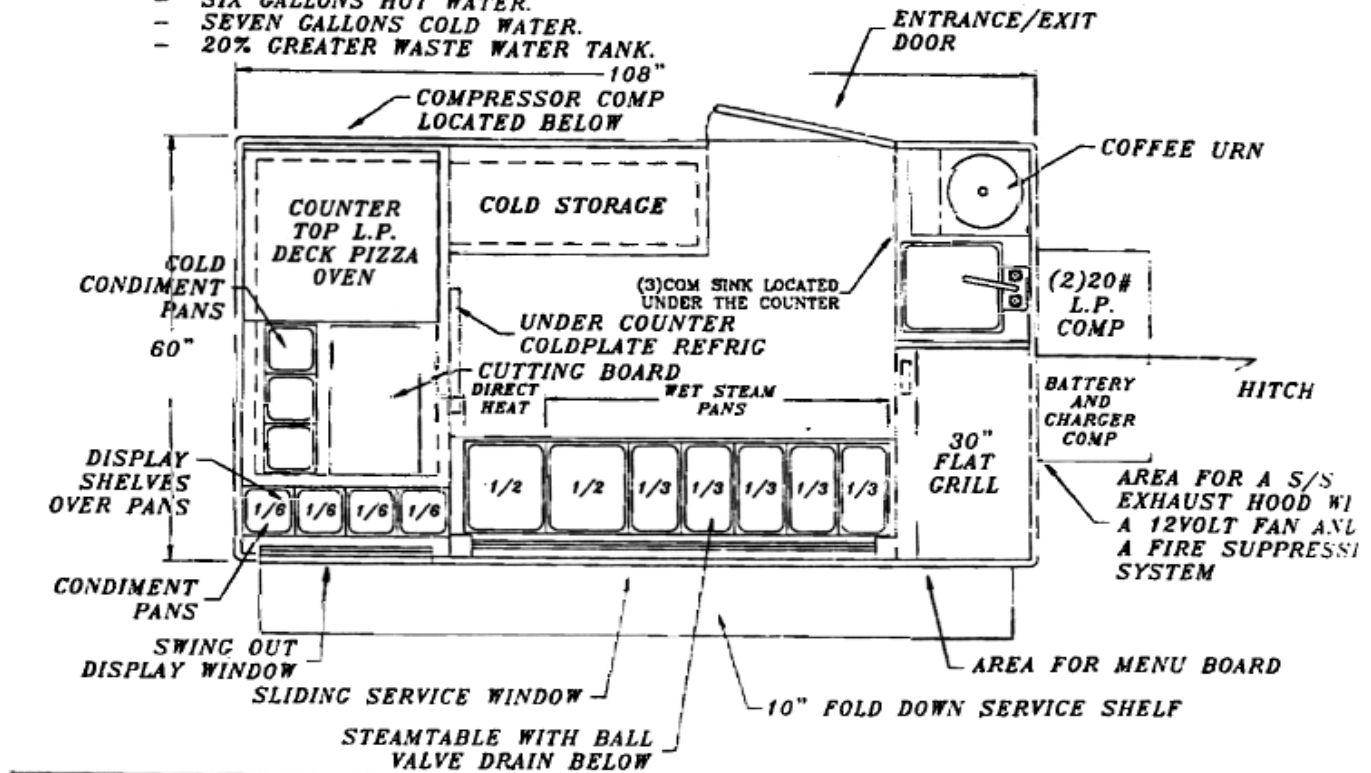 - SIX GALLONS HOT WATER.
- SEVEN GALLONS COLD WATER.
- 20% GREATER WASTE WATER TANK.
ENTRANCE/EXIT
DOOR
108"
COMPRESSOR COMP
LOCATED BELOW
COFFEE URN
COUNTER
TOP L.P.
DECK PIZZA
OVEN
COLD STORAGE
COLD
CONDIMENT
PANS
60"
(3)COM SINK LOCATED
UNDER THE COUNTER
(2)20#
L.P.
COMP
UNDER COUNTER
COLDPLATE REFRIG
CUTTING BOARD
DIRECT
HEAT
WET STEAM
PANS
HITCH
BATTERY
AND
CHARGER
COMP
30"
FLAT
GRILL
DISPLAY
SHELVES
OVER PANS
1/6 1/6 1/6 1/6
1/2 1/2 1/3 1/3 1/3 1/3 1/3
AREA FOR A S/S
EXHAUST HOOD
A 12VOLT FAN
A FIRE
SYSTEM
CONDIMENT
PANS
SWING OUT
DISPLAY WINDOW
SLIDING SERVICE WINDOW
AREA FOR MENU BOARD
10" FOLD DOWN SERVICE SHELF
STEAMTABLE WITH BALL
VALVE DRAIN BELOW